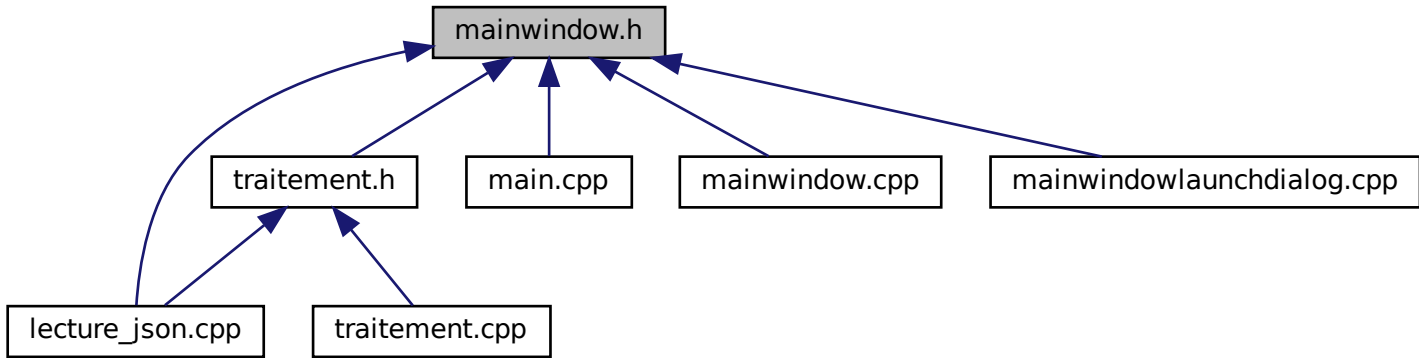 mainwindow.h
traitement.h
main.cpp
mainwindow.cpp
mainwindowlaunchdialog.cpp
lecture_json.cpp
traitement.cpp